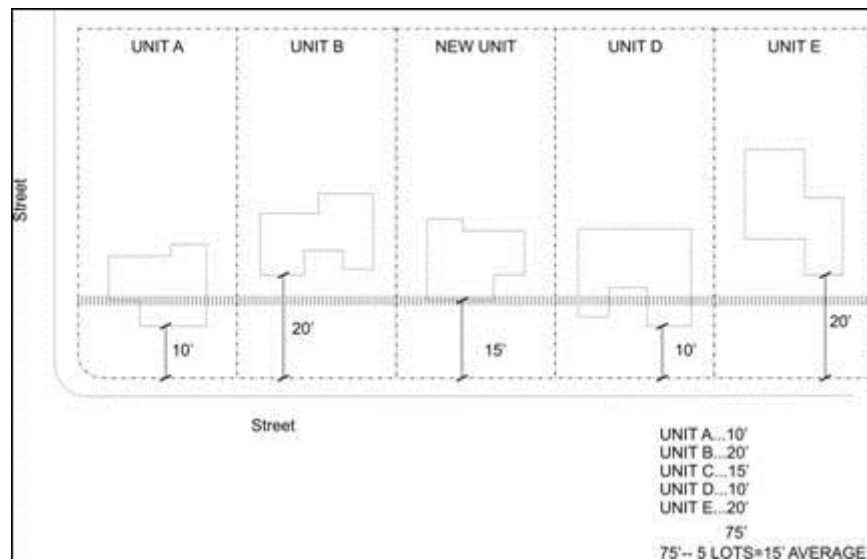 UNIT A
UNIT B
NEW UNIT
UNIT D
UNIT E
Street
10'
20'
15'
10'
20'
Street
UNIT A...10'
UNIT B...20'
UNIT C...15'
UNIT D...10'
UNIT E...20'
75'
75'-- 5 LOTS=15' AVERAGE